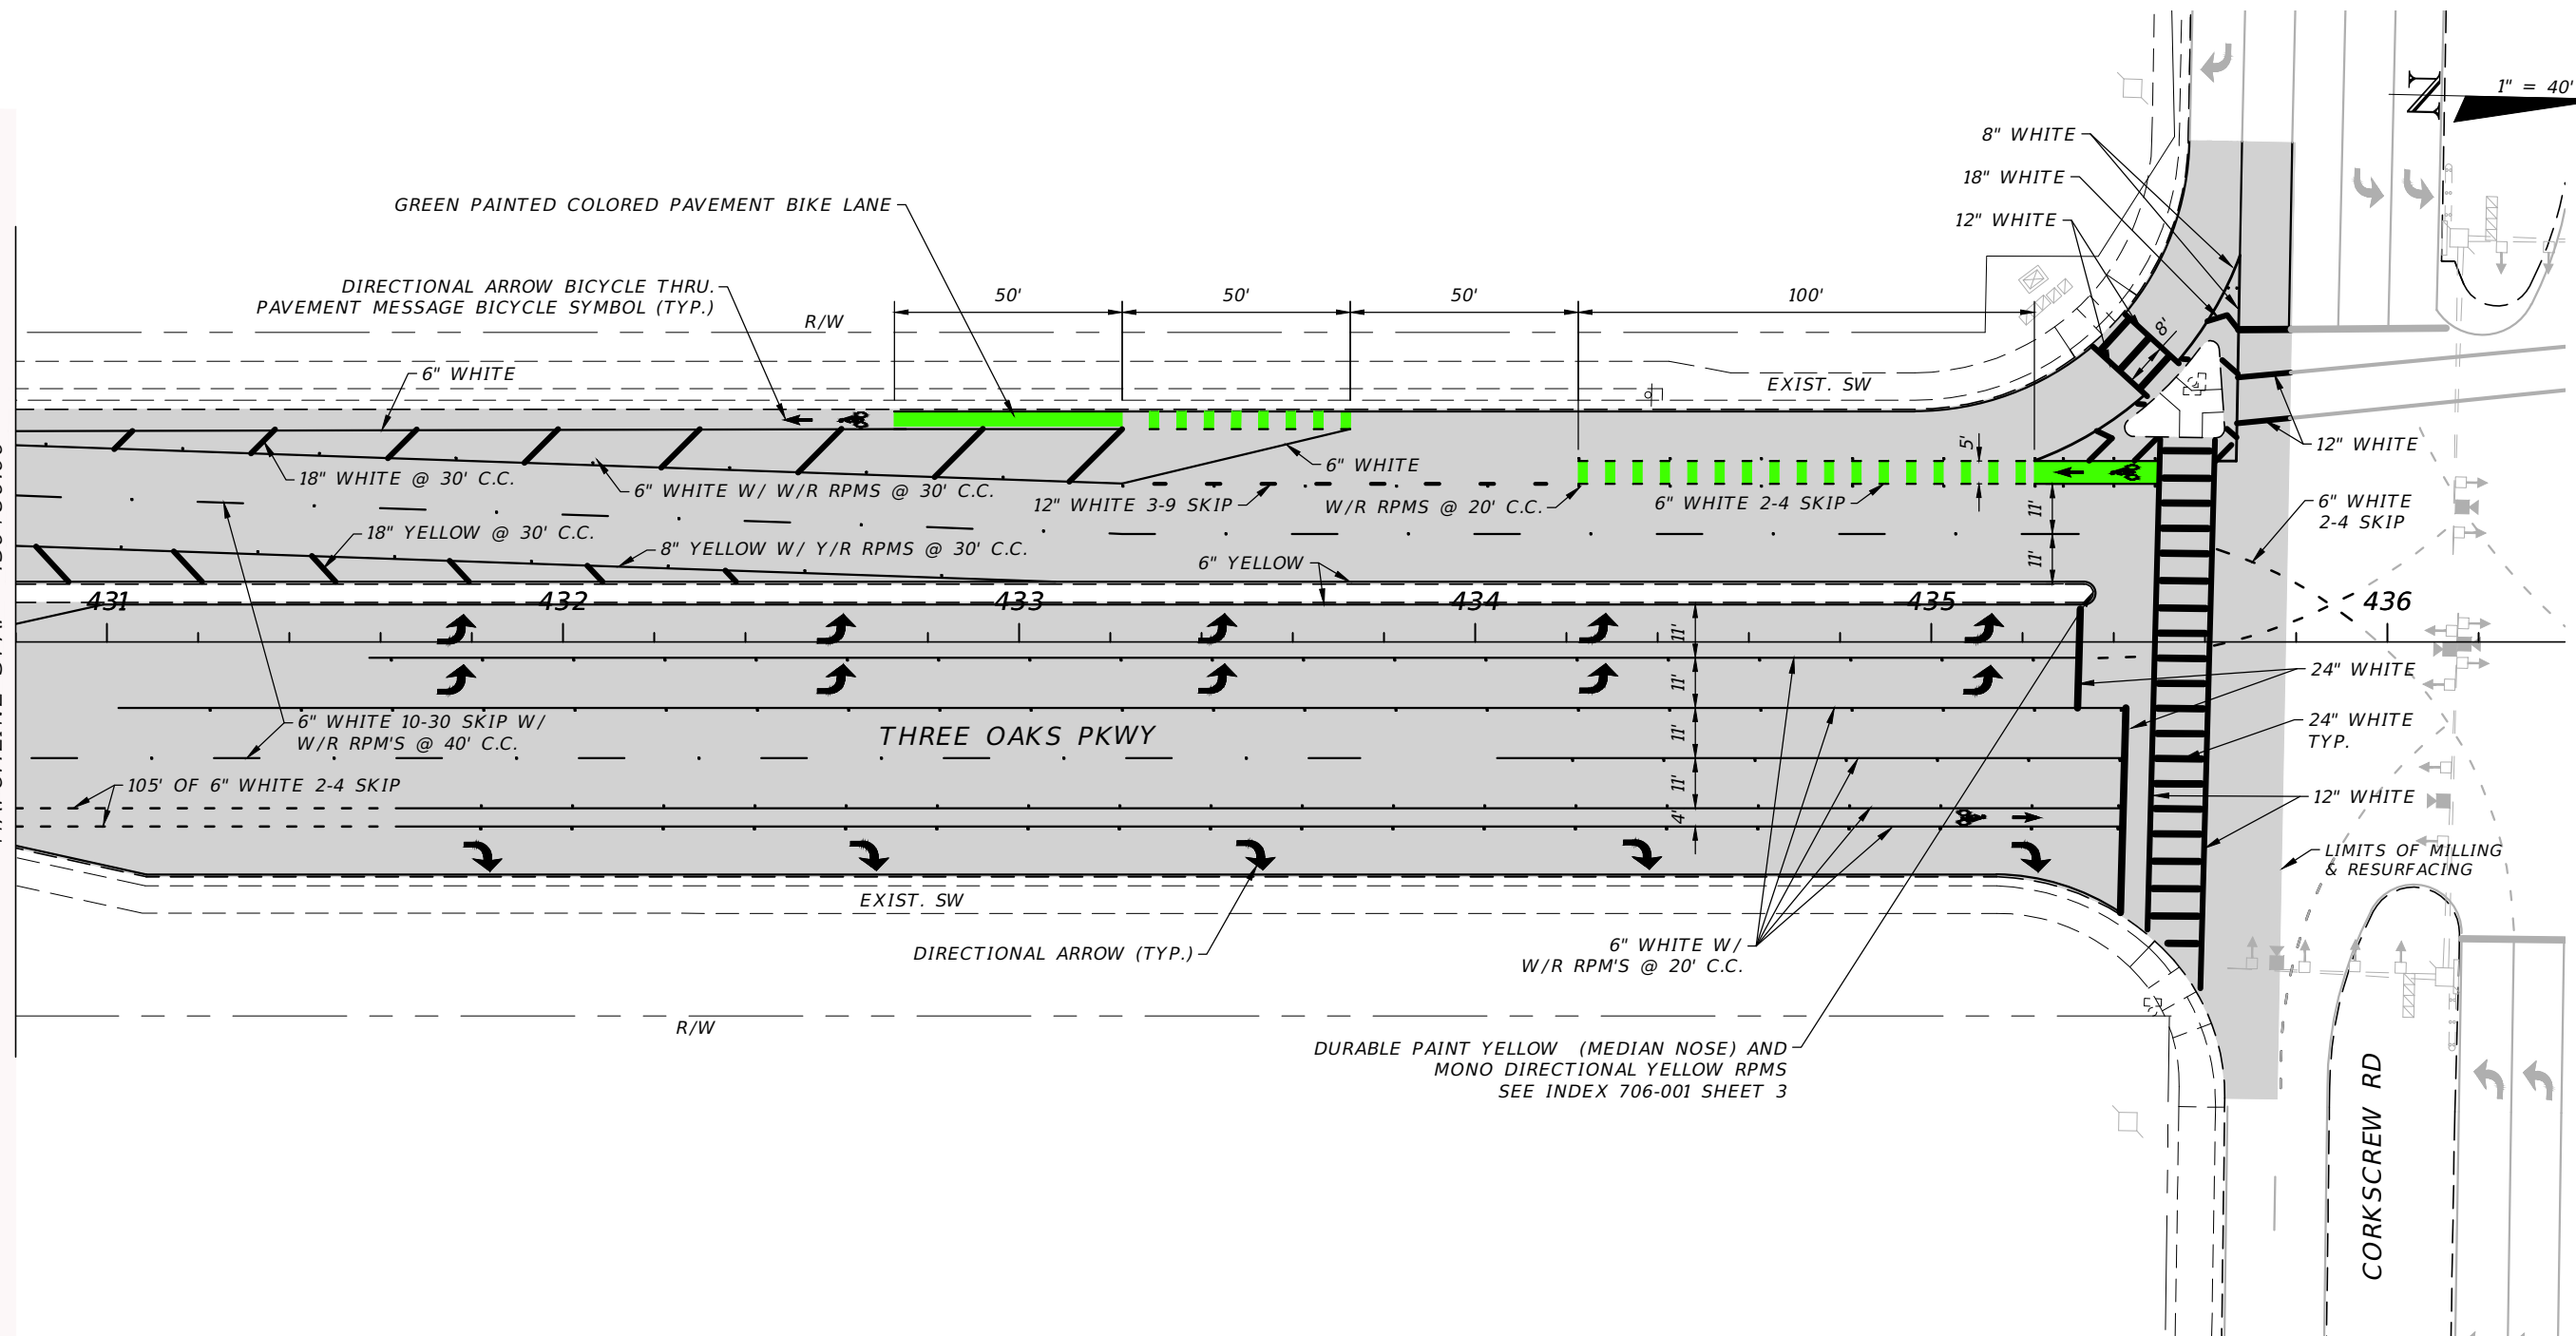 1" = 40'
N
8" WHITE
18" WHITE
12" WHITE
GREEN PAINTED COLORED PAVEMENT BIKE LANE
DIRECTIONAL ARROW BICYCLE THRU.
PAVEMENT MESSAGE BICYCLE SYMBOL (TYP.)
R/W
50'
50'
50'
100'
8'
6" WHITE
EXIST. SW
5'
12" WHITE
18" WHITE @ 30' C.C.
6" WHITE W/ W/R RPMS @ 30' C.C.
6" WHITE
12" WHITE 3-9 SKIP
W/R RPMS @ 20' C.C.
6" WHITE 2-4 SKIP
11'
6" WHITE
2-4 SKIP
18" YELLOW @ 30' C.C.
8" YELLOW W/ Y/R RPMS @ 30' C.C.
6" YELLOW
11'
431
432
433
434
435
436
11'
11'
11'
11'
4'
24" WHITE
6" WHITE 10-30 SKIP W/
W/R RPM'S @ 40' C.C.
THREE OAKS PKWY
24" WHITE
TYP.
105' OF 6" WHITE 2-4 SKIP
12" WHITE
LIMITS OF MILLING
& RESURFACING
EXIST. SW
DIRECTIONAL ARROW (TYP.)
6" WHITE W/
W/R RPM'S @ 20' C.C.
R/W
DURABLE PAINT YELLOW (MEDIAN NOSE) AND
MONO DIRECTIONAL YELLOW RPMS
SEE INDEX 706-001 SHEET 3
CORKSCREW RD